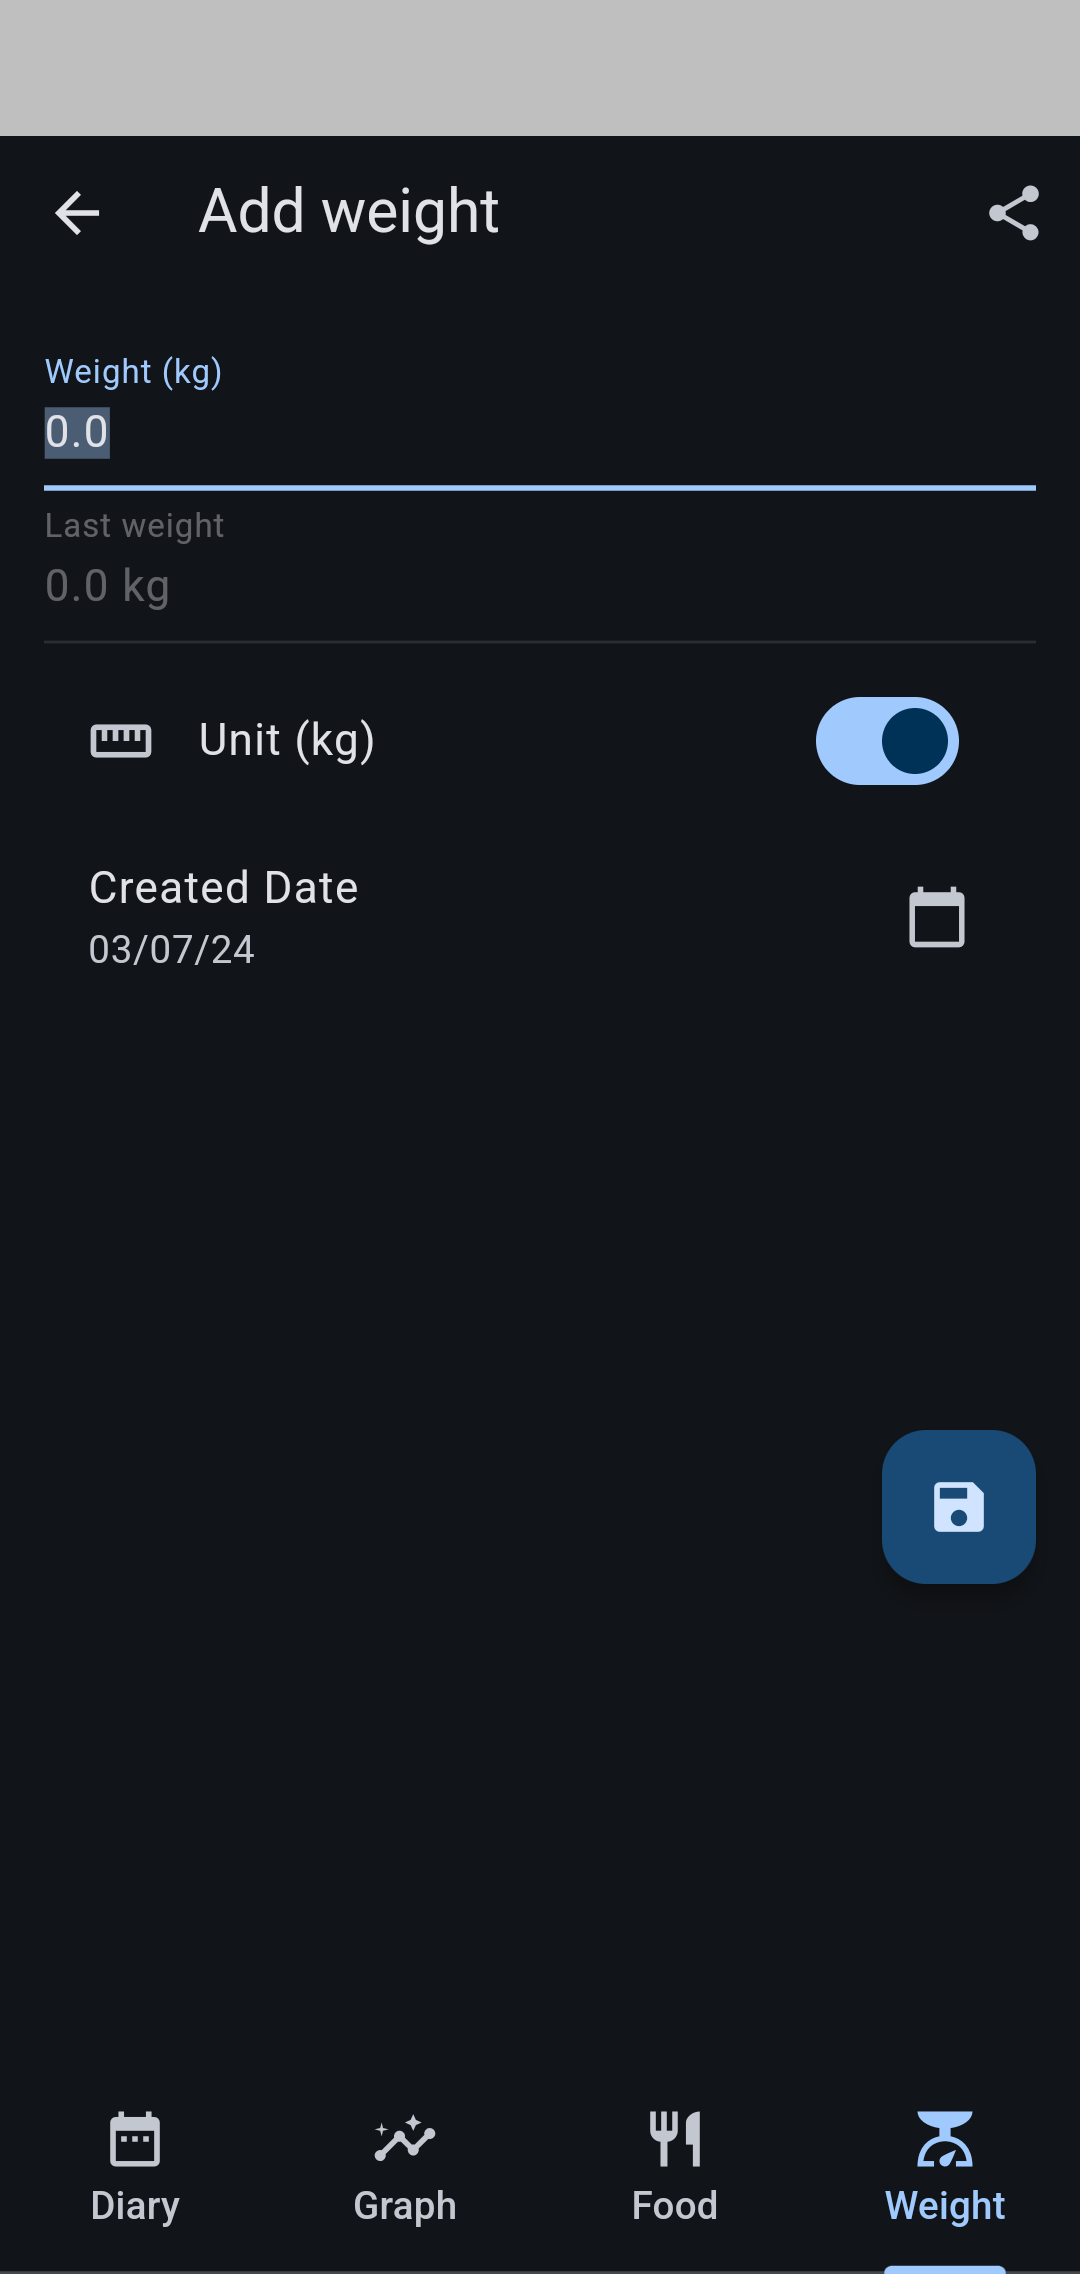 Add weight
Weight (kg)
0.0
Last weight
0.0 kg
Unit (kg)
Created Date
03/07/24
Diary
Graph
Food
Weight